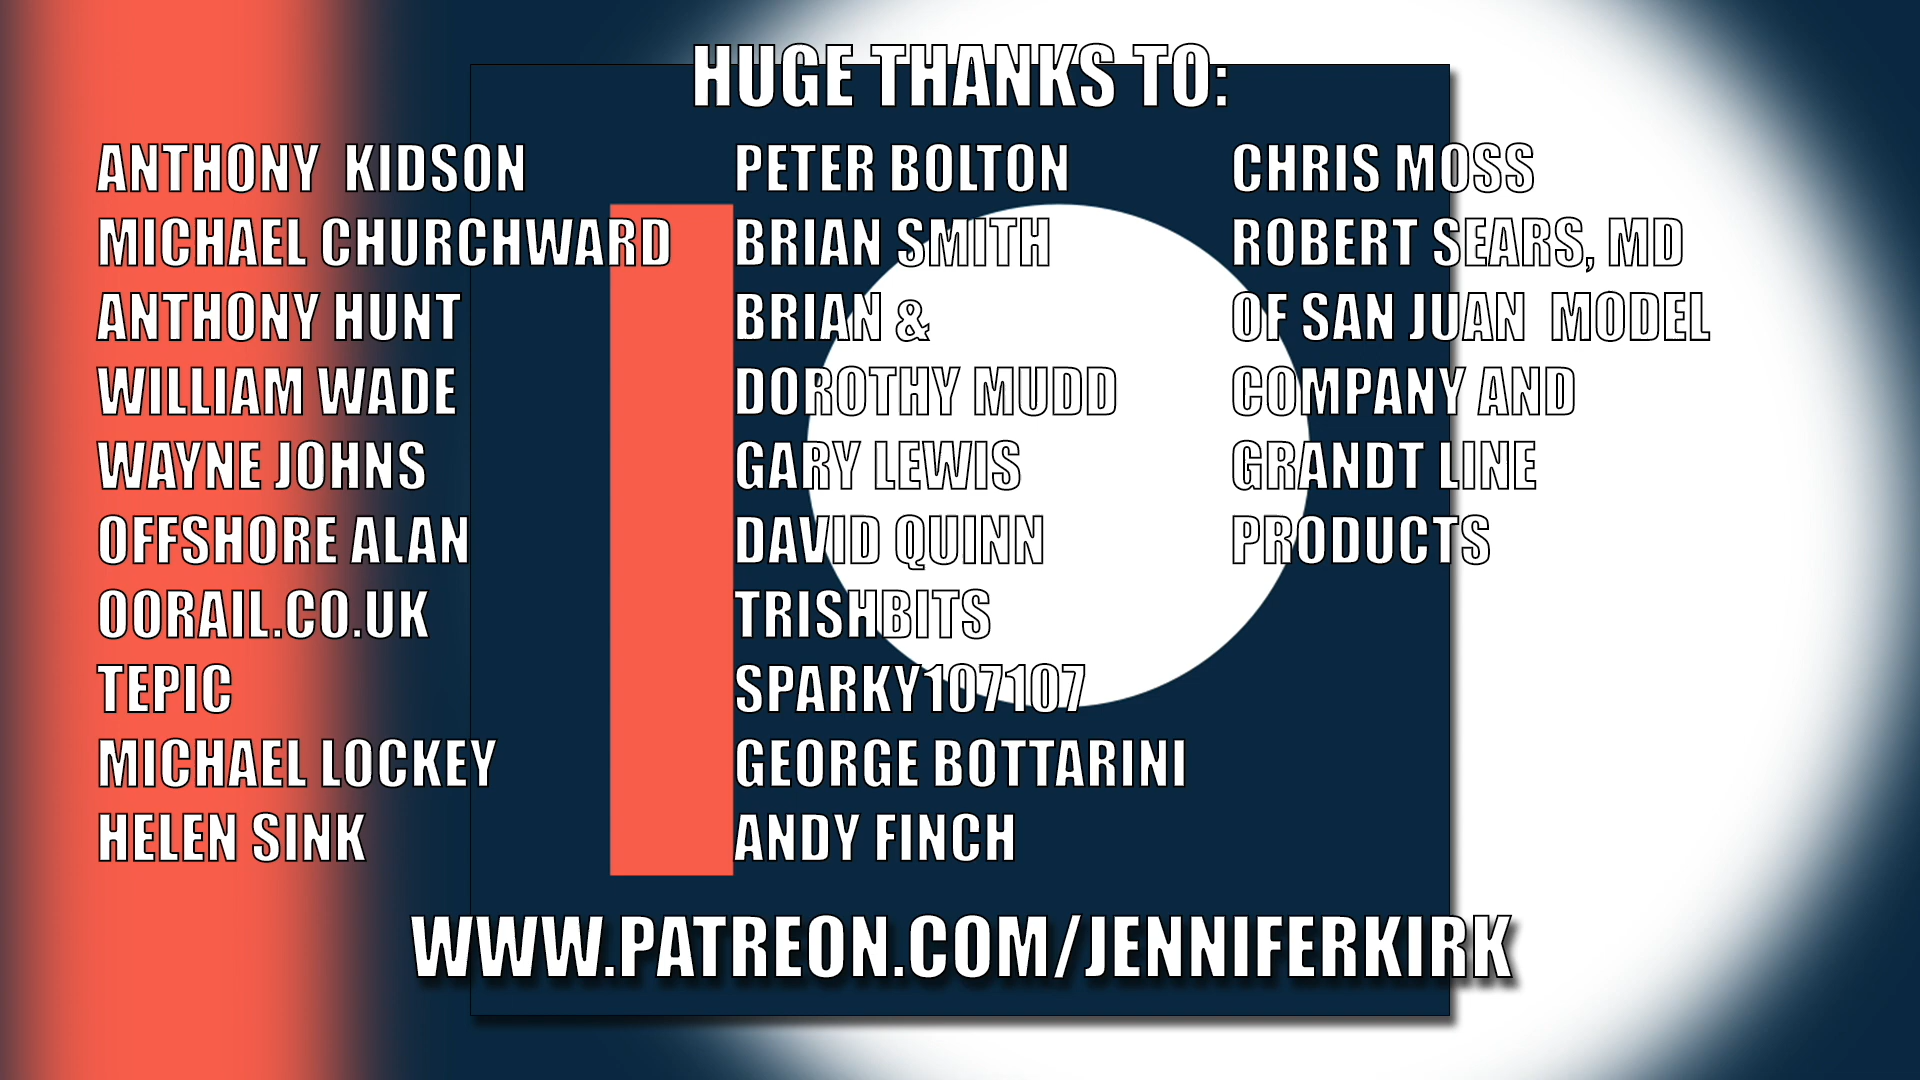 HUGE THANKS TO:
ANTHONY KIDSON
MICHAEL CHURCHWARD
ANTHONY HUNT
WILLIAM WADE
WAYNE JOHNS
OFFSHORE ALAN
OORAIL.CO.UK
TEPIC
MICHAEL LOCKEY
HELEN SINK
PETER BOLTON
BRIAN SMITH
BRIAN &
DOROTHY MUDD
GARY LEWIS
DAVID QUINN
TRISHBITS
SPARKY107107
GEORGE BOTTARINI
ANDY FINCH
CHRIS MOSS
ROBERT SEARS, MD
OF SAN JUAN MODEL
COMPANY AND
GRANDT LINE
PRODUCTS
WWW.PATREON.COM/JENNIFERKIRK